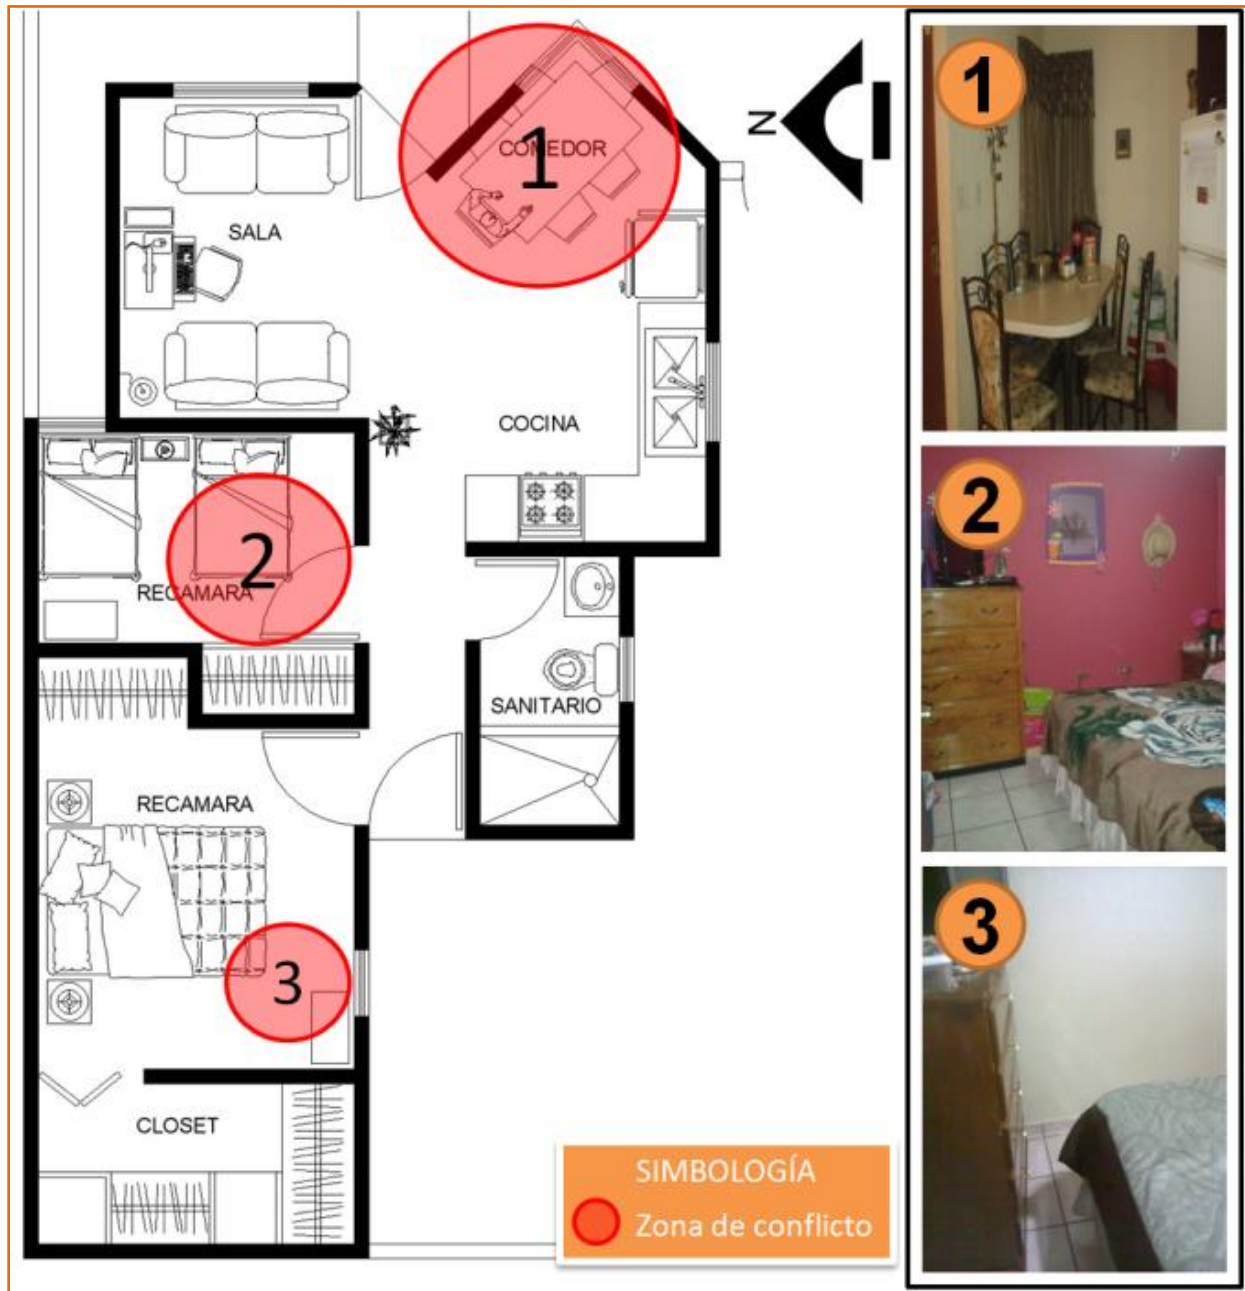 COMEDOR
1
N
SALA
COCINA
2
RECAMARA
SANITARIO
RECAMARA
3
CLOSET
SIMBOLOGÍA
Zona de conflicto
1
2
3